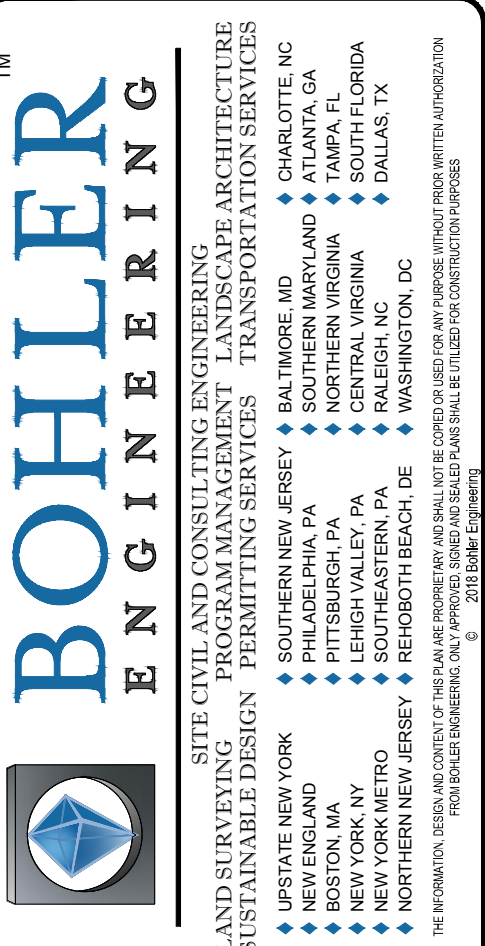 BOHLER TM
ENGINEERING
SITE CIVIL AND CONSULTING ENGINEERING
LAND SURVEYING PROGRAM MANAGEMENT LANDSCAPE ARCHITECTURE
SUSTAINABLE DESIGN PERMITTING SERVICES TRANSPORTATION SERVICES
UPSTATE NEW YORK
NEW ENGLAND
BOSTON, MA
NEW YORK, NY
NEW YORK METRO
NORTHERN NEW JERSEY
SOUTHERN NEW JERSEY
PHILADELPHIA, PA
PITTSBURGH, PA
LEHIGH VALLEY, PA
SOUTHEASTERN, PA
REHOBOTH BEACH, DE
BALTIMORE, MD
SOUTHERN MARYLAND
NORTHERN VIRGINIA
CENTRAL VIRGINIA
RALEIGH, NC
WASHINGTON, DC
CHARLOTTE, NC
ATLANTA, GA
TAMPA, FL
SOUTH FLORIDA
DALLAS, TX
THE INFORMATION, DESIGN AND CONTENT OF THIS PLAN ARE PROPRIETARY AND SHALL NOT BE COPIED OR USED FOR ANY PURPOSE WITHOUT PRIOR WRITTEN AUTHORIZATION
FROM BOHLER ENGINEERING. ONLY APPROVED, SIGNED AND SEALED PLANS SHALL BE UTILIZED FOR CONSTRUCTION PURPOSES
© 2018 Bohler Engineering